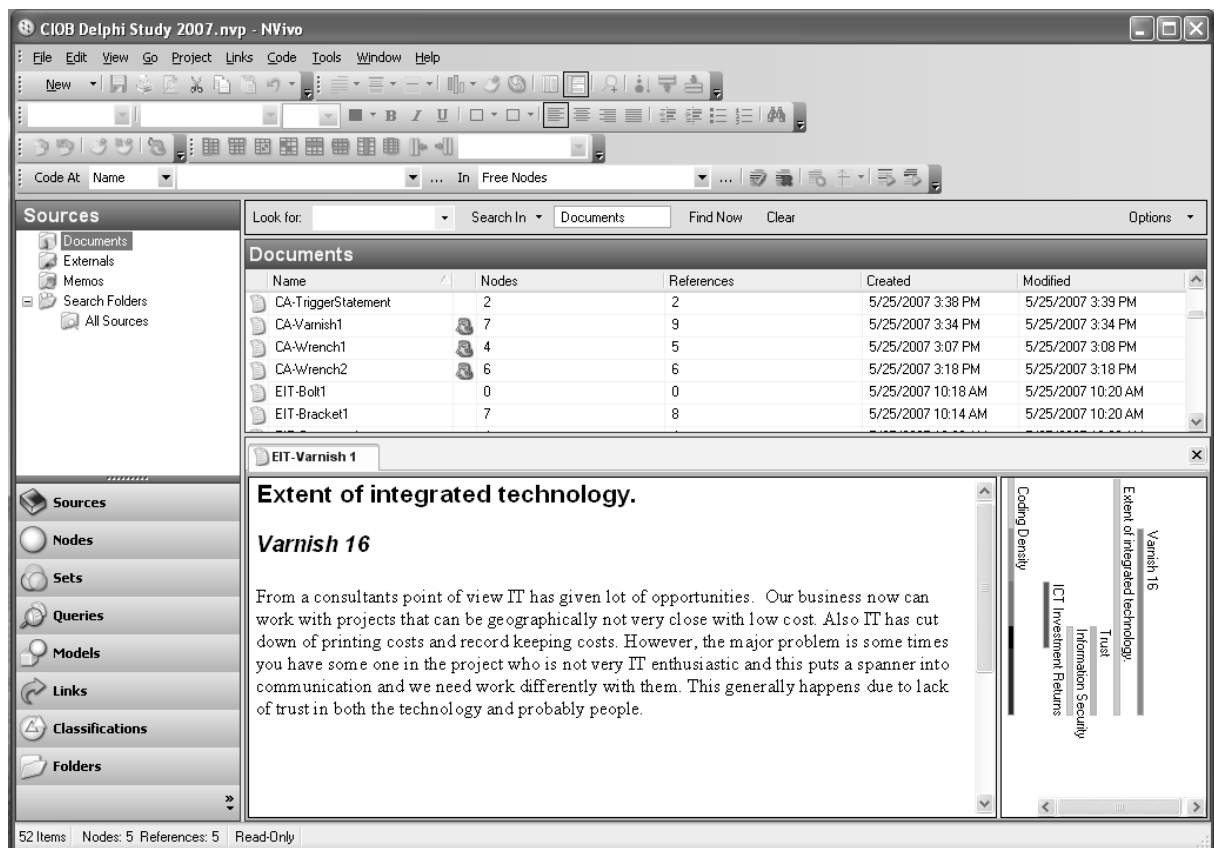 CIOB Delphi Study 2007.nvp - NVivo
File Edit View Go Project Links Code Tools Window Help
New
B I U
Code At Name ... In Free Nodes ...
Sources
Documents
Externals
Memos
Search Folders
All Sources
Look for: Search In Documents Find Now Clear Options
Documents
Name Nodes References Created Modified
CA-TriggerStatement 2 2 5/25/2007 3:38 PM 5/25/2007 3:39 PM
CA-Varnish1 7 9 5/25/2007 3:34 PM 5/25/2007 3:34 PM
CA-Wrench1 4 5 5/25/2007 3:07 PM 5/25/2007 3:08 PM
CA-Wrench2 6 6 5/25/2007 3:18 PM 5/25/2007 3:18 PM
EIT-Bolt1 0 0 5/25/2007 10:18 AM 5/25/2007 10:20 AM
EIT-Bracket1 7 8 5/25/2007 10:14 AM 5/25/2007 10:20 AM
Sources
Nodes
Sets
Queries
Models
Links
Classifications
Folders
»
EIT-Varnish 1
Extent of integrated technology.
Varnish 16
From a consultants point of view IT has given lot of opportunities.  Our business now can
work with projects that can be geographically not very close with low cost. Also IT has cut
down of printing costs and record keeping costs. However, the major problem is some times
you have some one in the project who is not very IT enthusiastic and this puts a spanner into
communication and we need work differently with them. This generally happens due to lack
of trust in both the technology and probably people.
Coding Density
ICT Investment Returns
Information Security
Trust
Extent of integrated technology.
Varnish 16
52 Items Nodes: 5 References: 5 Read-Only